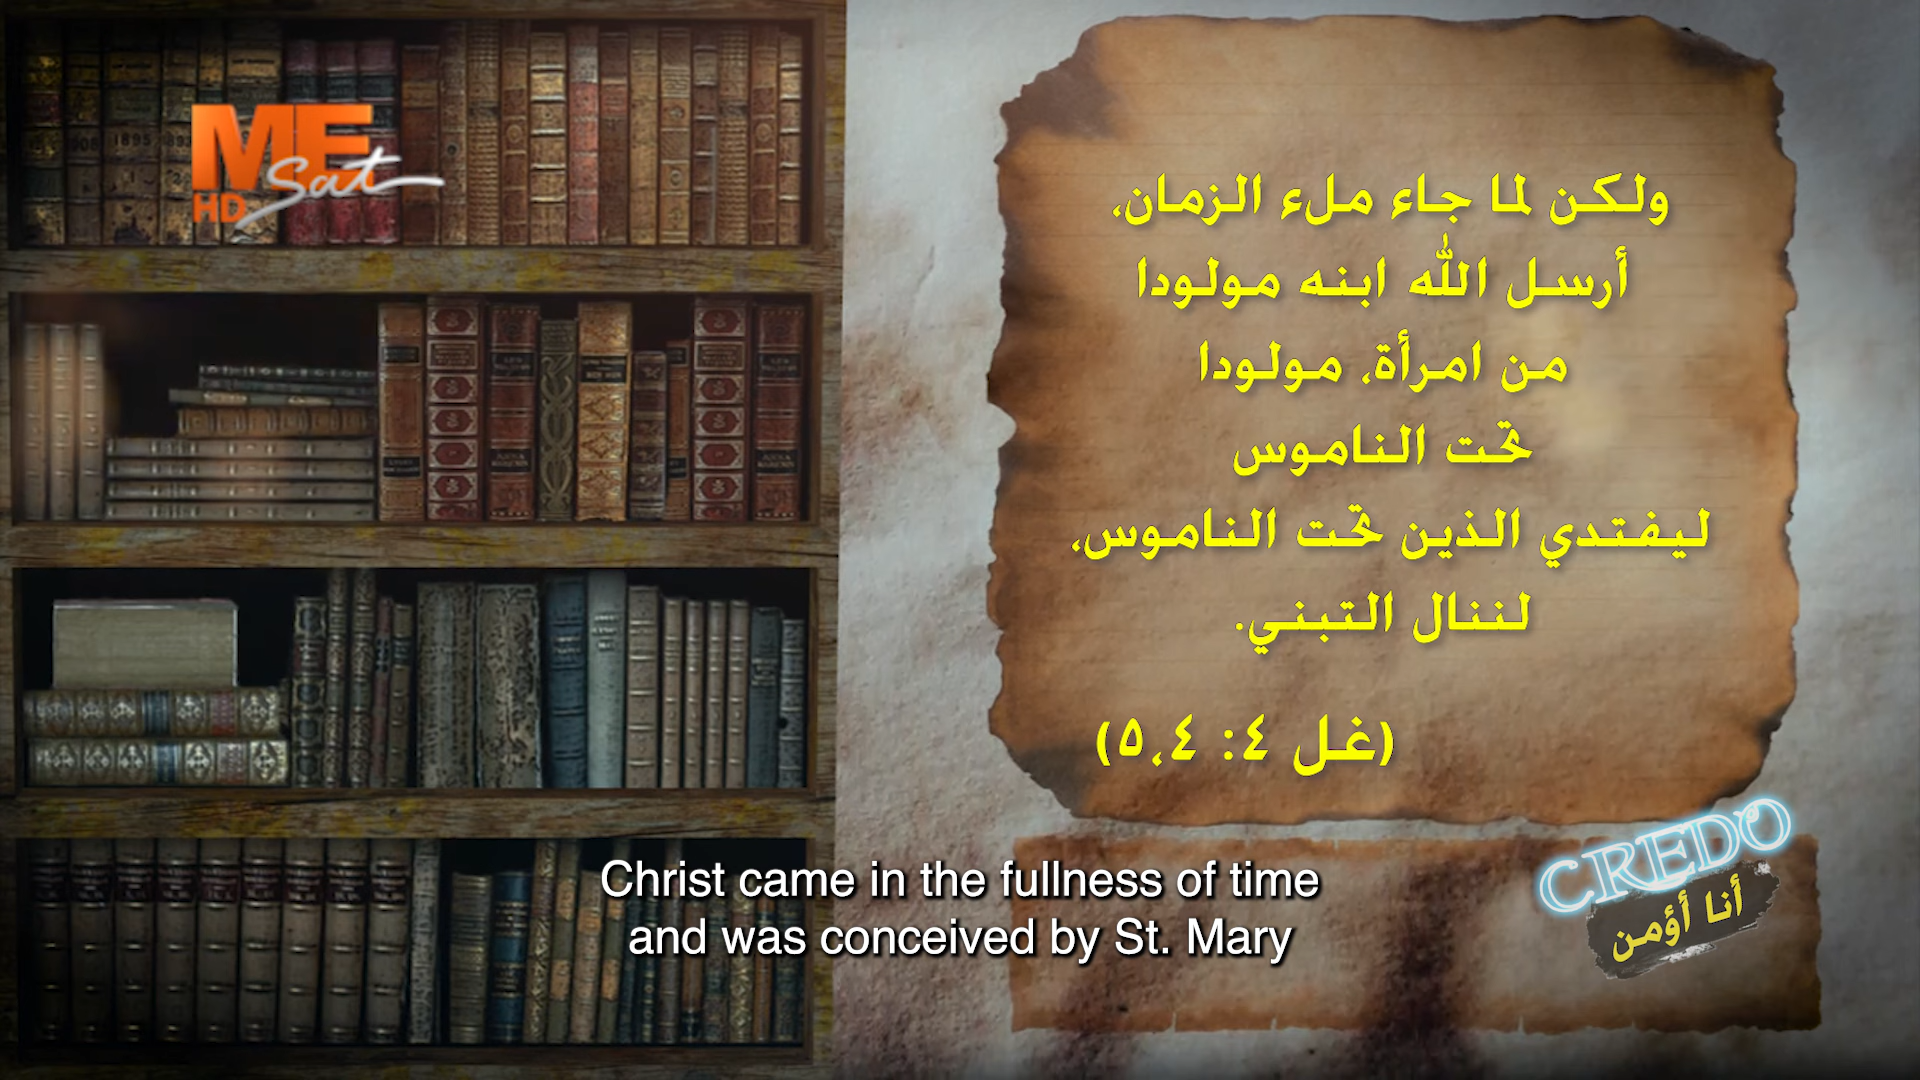 ME
Sat
HD
ولكن لما جاء ملء الزمان،
أرسل الله ابنه مولودا
من امرأة، مولودا
تحت الناموس
ليفتدي الذين تحت الناموس،
لننال التبني.
(غل ٤: ٥،٤)
CREDO
أنا أؤمن
Christ came in the fullness of time
and was conceived by St. Mary